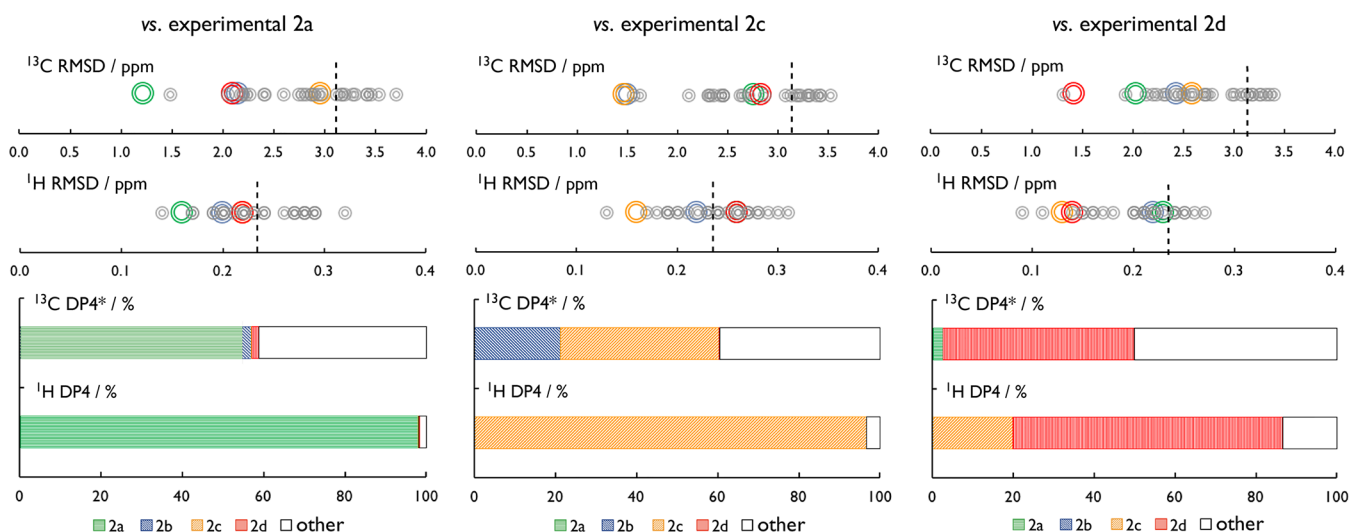 vs. experimental 2a
13C RMSD / ppm
0.0 0.5 1.0 1.5 2.0 2.5 3.0 3.5 4.0
1H RMSD / ppm
0.0 0.1 0.2 0.3 0.4
13C DP4* / %
1H DP4 / %
0 20 40 60 80 100
2a 2b 2c 2d other
vs. experimental 2c
13C RMSD / ppm
0.0 0.5 1.0 1.5 2.0 2.5 3.0 3.5 4.0
1H RMSD / ppm
0.0 0.1 0.2 0.3 0.4
13C DP4* / %
1H DP4 / %
0 20 40 60 80 100
2a 2b 2c 2d other
vs. experimental 2d
13C RMSD / ppm
0.0 0.5 1.0 1.5 2.0 2.5 3.0 3.5 4.0
1H RMSD / ppm
0.0 0.1 0.2 0.3 0.4
13C DP4* / %
1H DP4 / %
0 20 40 60 80 100
2a 2b 2c 2d other